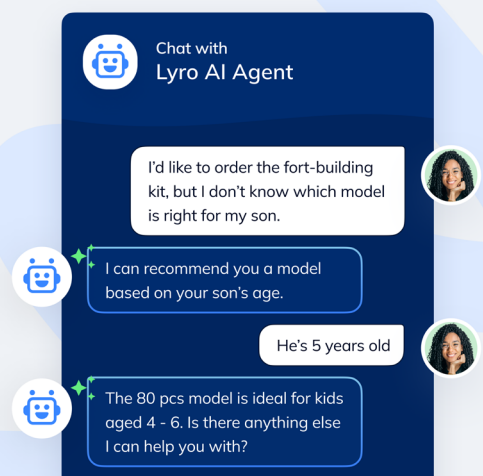 Chat with
Lyro AI Agent
I'd like to order the fort-building
kit, but I don't know which model
is right for my son.
I can recommend you a model
based on your son's age.
He's 5 years old
The 80 pcs model is ideal for kids
aged 4 - 6. Is there anything else
I can help you with?